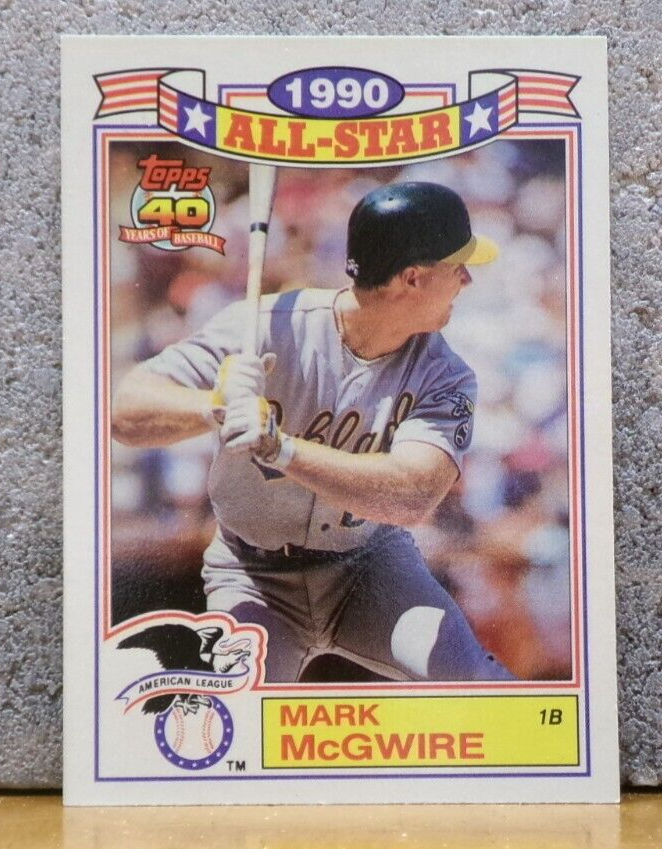 1990
ALL-STAR
Topps
40
YEARS OF BASEBALL
AMERICAN LEAGUE
TM
MARK
McGWIRE
1B